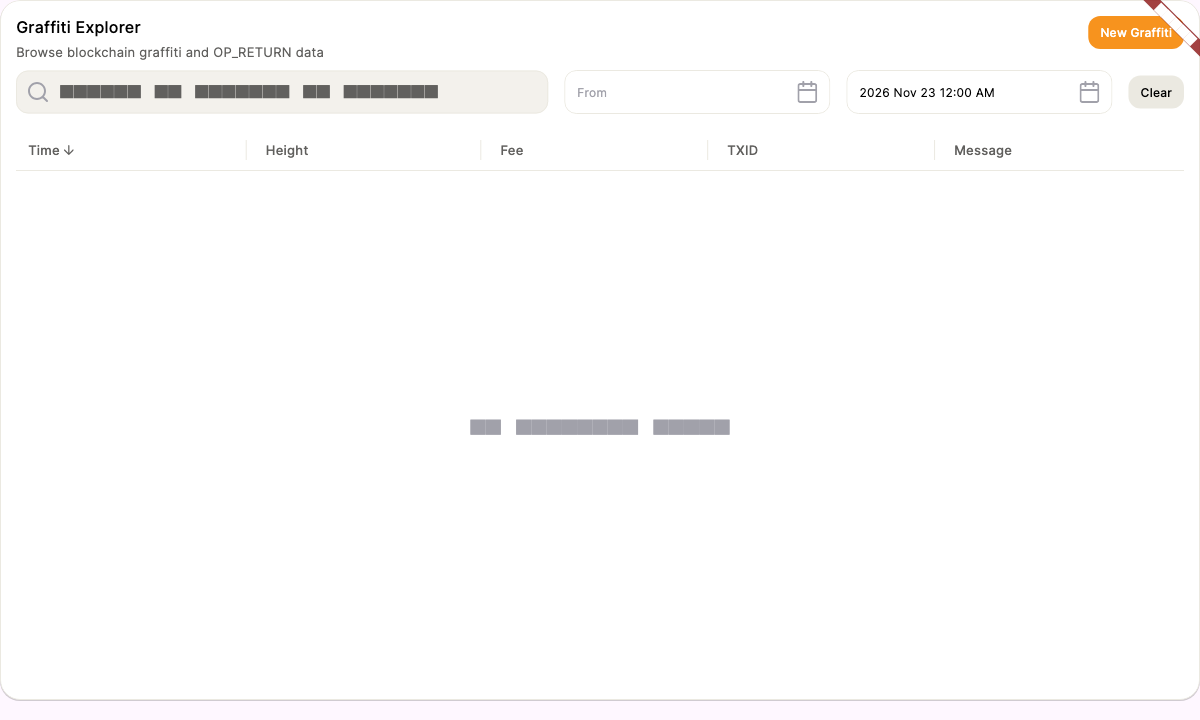 Graffiti Explorer
New Graffiti
Browse blockchain graffiti and OP_RETURN data
From
2026 Nov 23 12:00 AM
Clear
Time
Height
Fee
TXID
Message